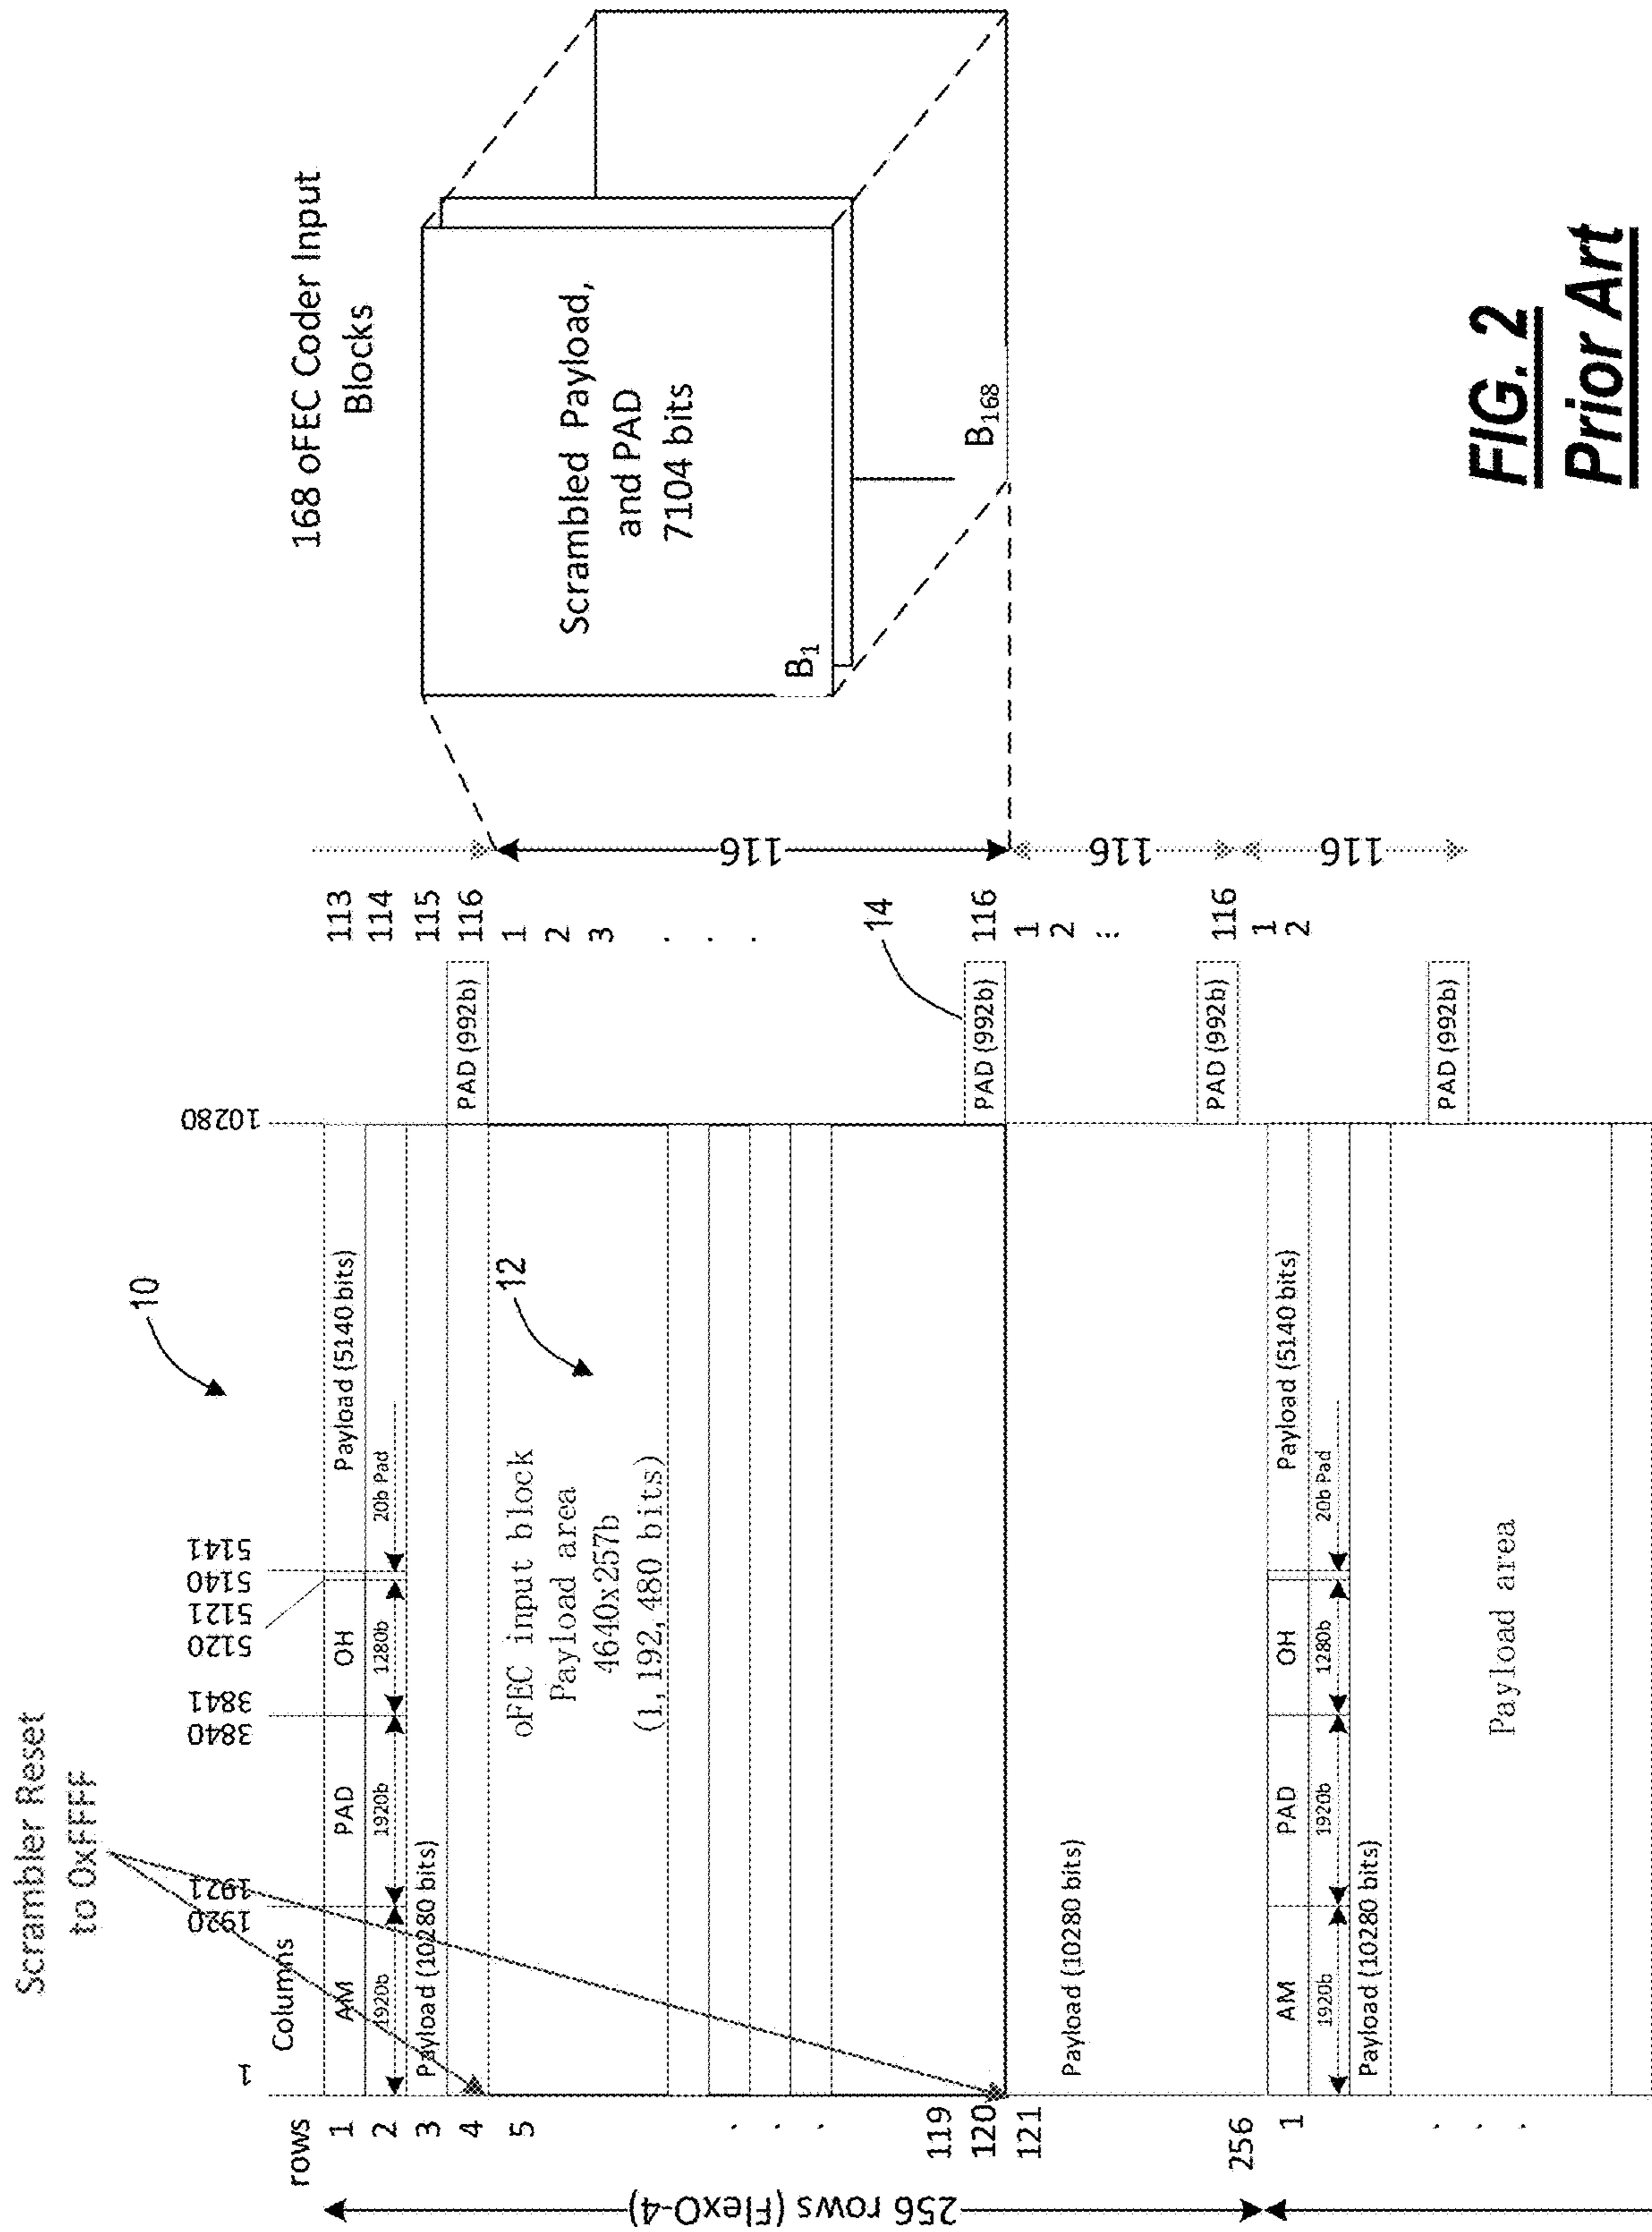 Scrambler Reset
to 0xFFFF
10
Columns
1
1920
1921
3840
3841
5120
5121
5140
5141
10280
rows
1
2
3
4
5
.
.
.
119
120
121
256
1
.
.
.
256 rows (FlexO-4)
AM
PAD
OH
Payload (5140 bits)
1920b
1920b
1280b
20b Pad
Payload (10280 bits)
12
oFEC input block
Payload area
4640x257b
(1,192,480 bits)
Payload (10280 bits)
AM
PAD
OH
Payload (5140 bits)
1920b
1920b
1280b
20b Pad
Payload (10280 bits)
Payload area
PAD (992b)
PAD (992b)
PAD (992b)
PAD (992b)
14
113
114
115
116
1
2
3
.
.
.
116
1
2
:
116
1
2
116
116
116
168 oFEC Coder Input
Blocks
Scrambled Payload,
and PAD
7104 bits
B1
B168
FIG. 2
Prior Art